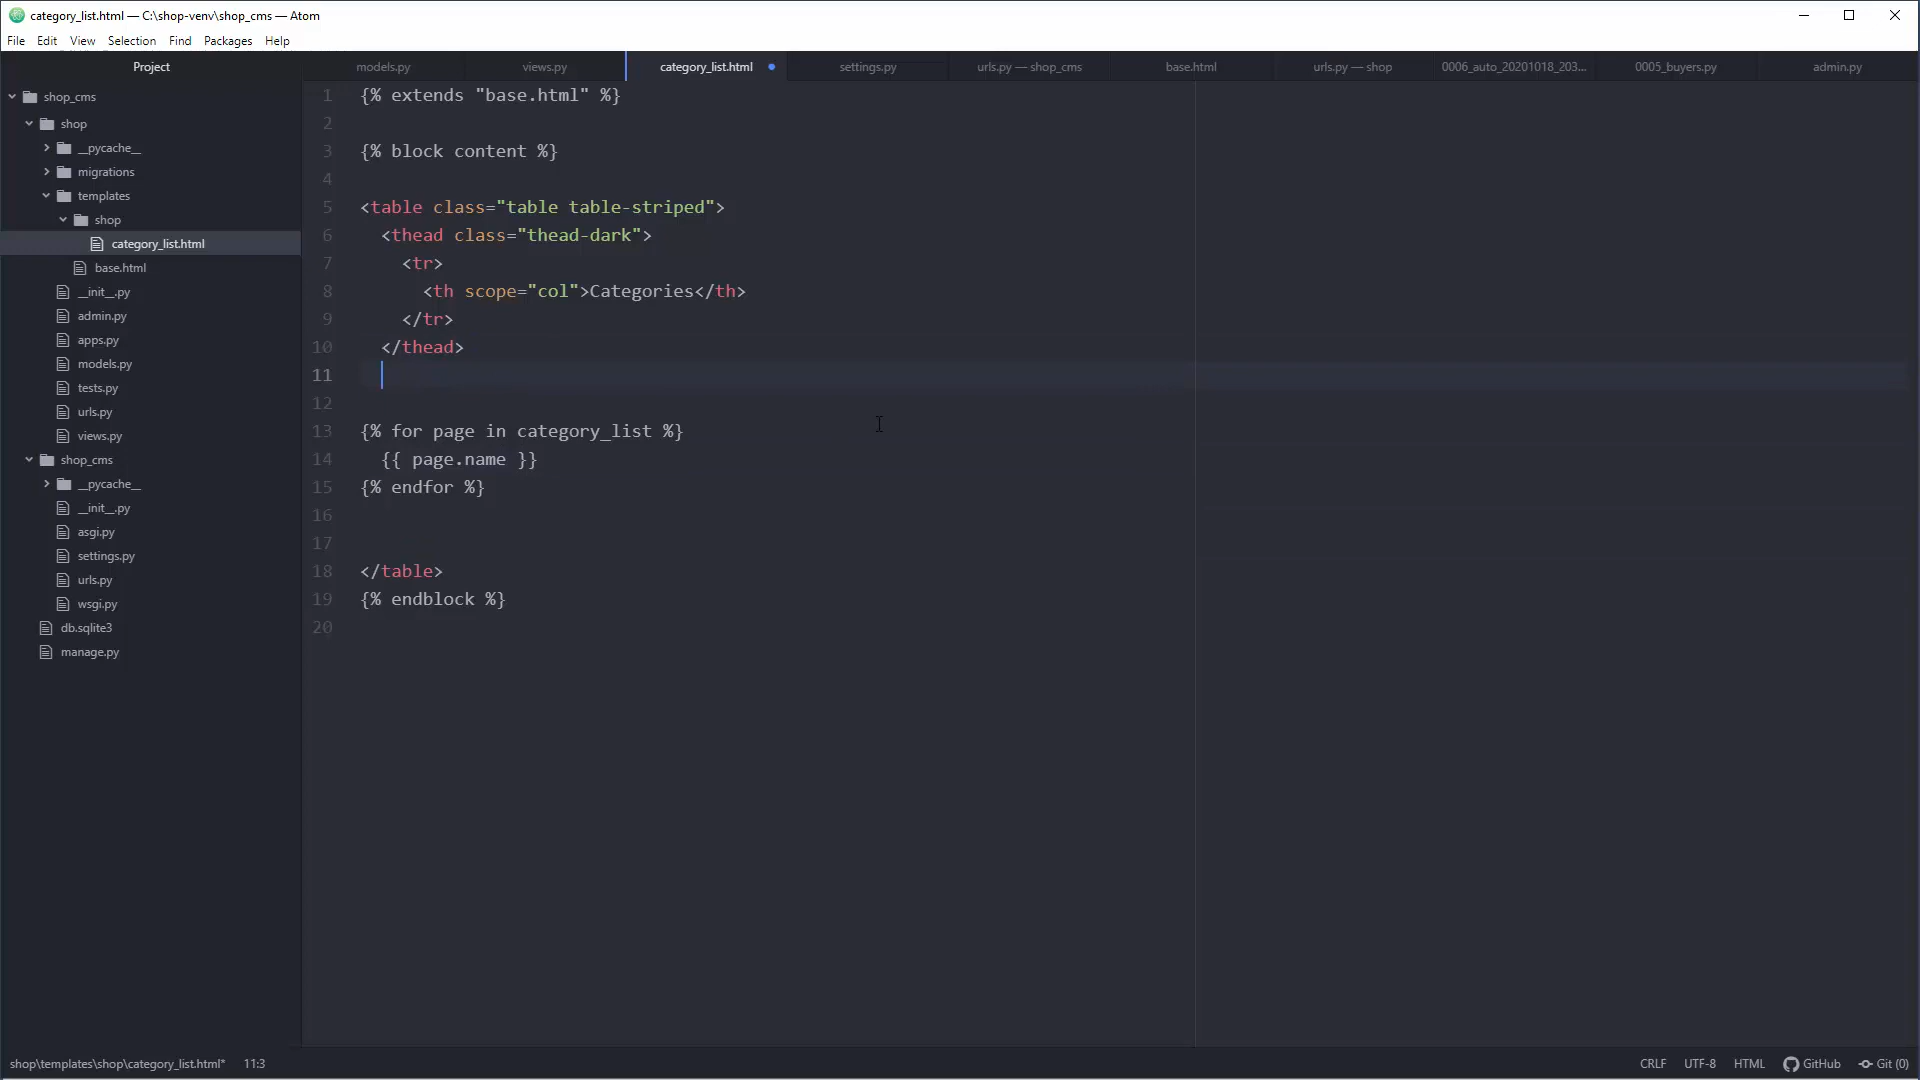 category_list.html — C:\shop-venv\shop_cms — Atom
File Edit View Selection Find Packages Help
Project
models.py views.py category_list.html settings.py urls.py — shop_cms base.html urls.py — shop 0006_auto_20201018_203... 0005_buyers.py admin.py
shop_cms
shop
__pycache__
migrations
templates
shop
category_list.html
base.html
__init__.py
admin.py
apps.py
models.py
tests.py
urls.py
views.py
shop_cms
__pycache__
__init__.py
asgi.py
settings.py
urls.py
wsgi.py
db.sqlite3
manage.py
1 {% extends "base.html" %}
2
3 {% block content %}
4
5 <table class="table table-striped">
6 <thead class="thead-dark">
7 <tr>
8 <th scope="col">Categories</th>
9 </tr>
10 </thead>
11
12
13 {% for page in category_list %}
14 {{ page.name }}
15 {% endfor %}
16
17
18 </table>
19 {% endblock %}
20
shop\templates\shop\category_list.html* 11:3 CRLF UTF-8 HTML GitHub Git (0)